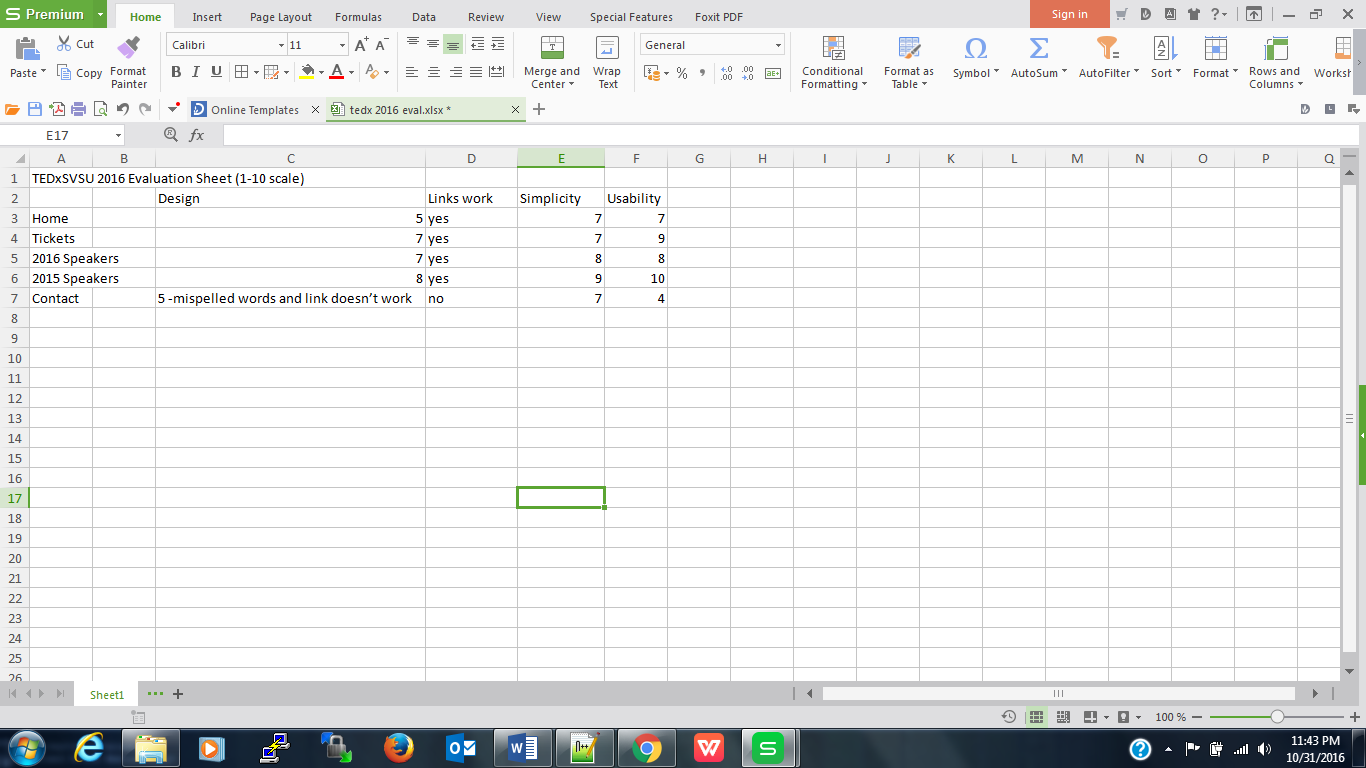 S Premium Home Insert Page Layout Formulas Data Review View Special Features Foxit PDF Sign in
Cut Calibri 11 General
Paste Copy Format Painter B I U Merge and Center Wrap Text % Conditional Formatting Format as Table Symbol AutoSum AutoFilter Sort Format Rows and Columns Worksh
Online Templates tedx 2016 eval.xlsx *
E17 fx
A B C D E F G H I J K L M N O P Q
1 TEDxSVSU 2016 Evaluation Sheet (1-10 scale)
2 Design Links work Simplicity Usability
3 Home 5 yes 7 7
4 Tickets 7 yes 7 9
5 2016 Speakers 7 yes 8 8
6 2015 Speakers 8 yes 9 10
7 Contact 5 -mispelled words and link doesn't work no 7 4
8
9
10
11
12
13
14
15
16
17
18
19
20
21
22
23
24
25
26
Sheet1
100 %
11:43 PM
10/31/2016